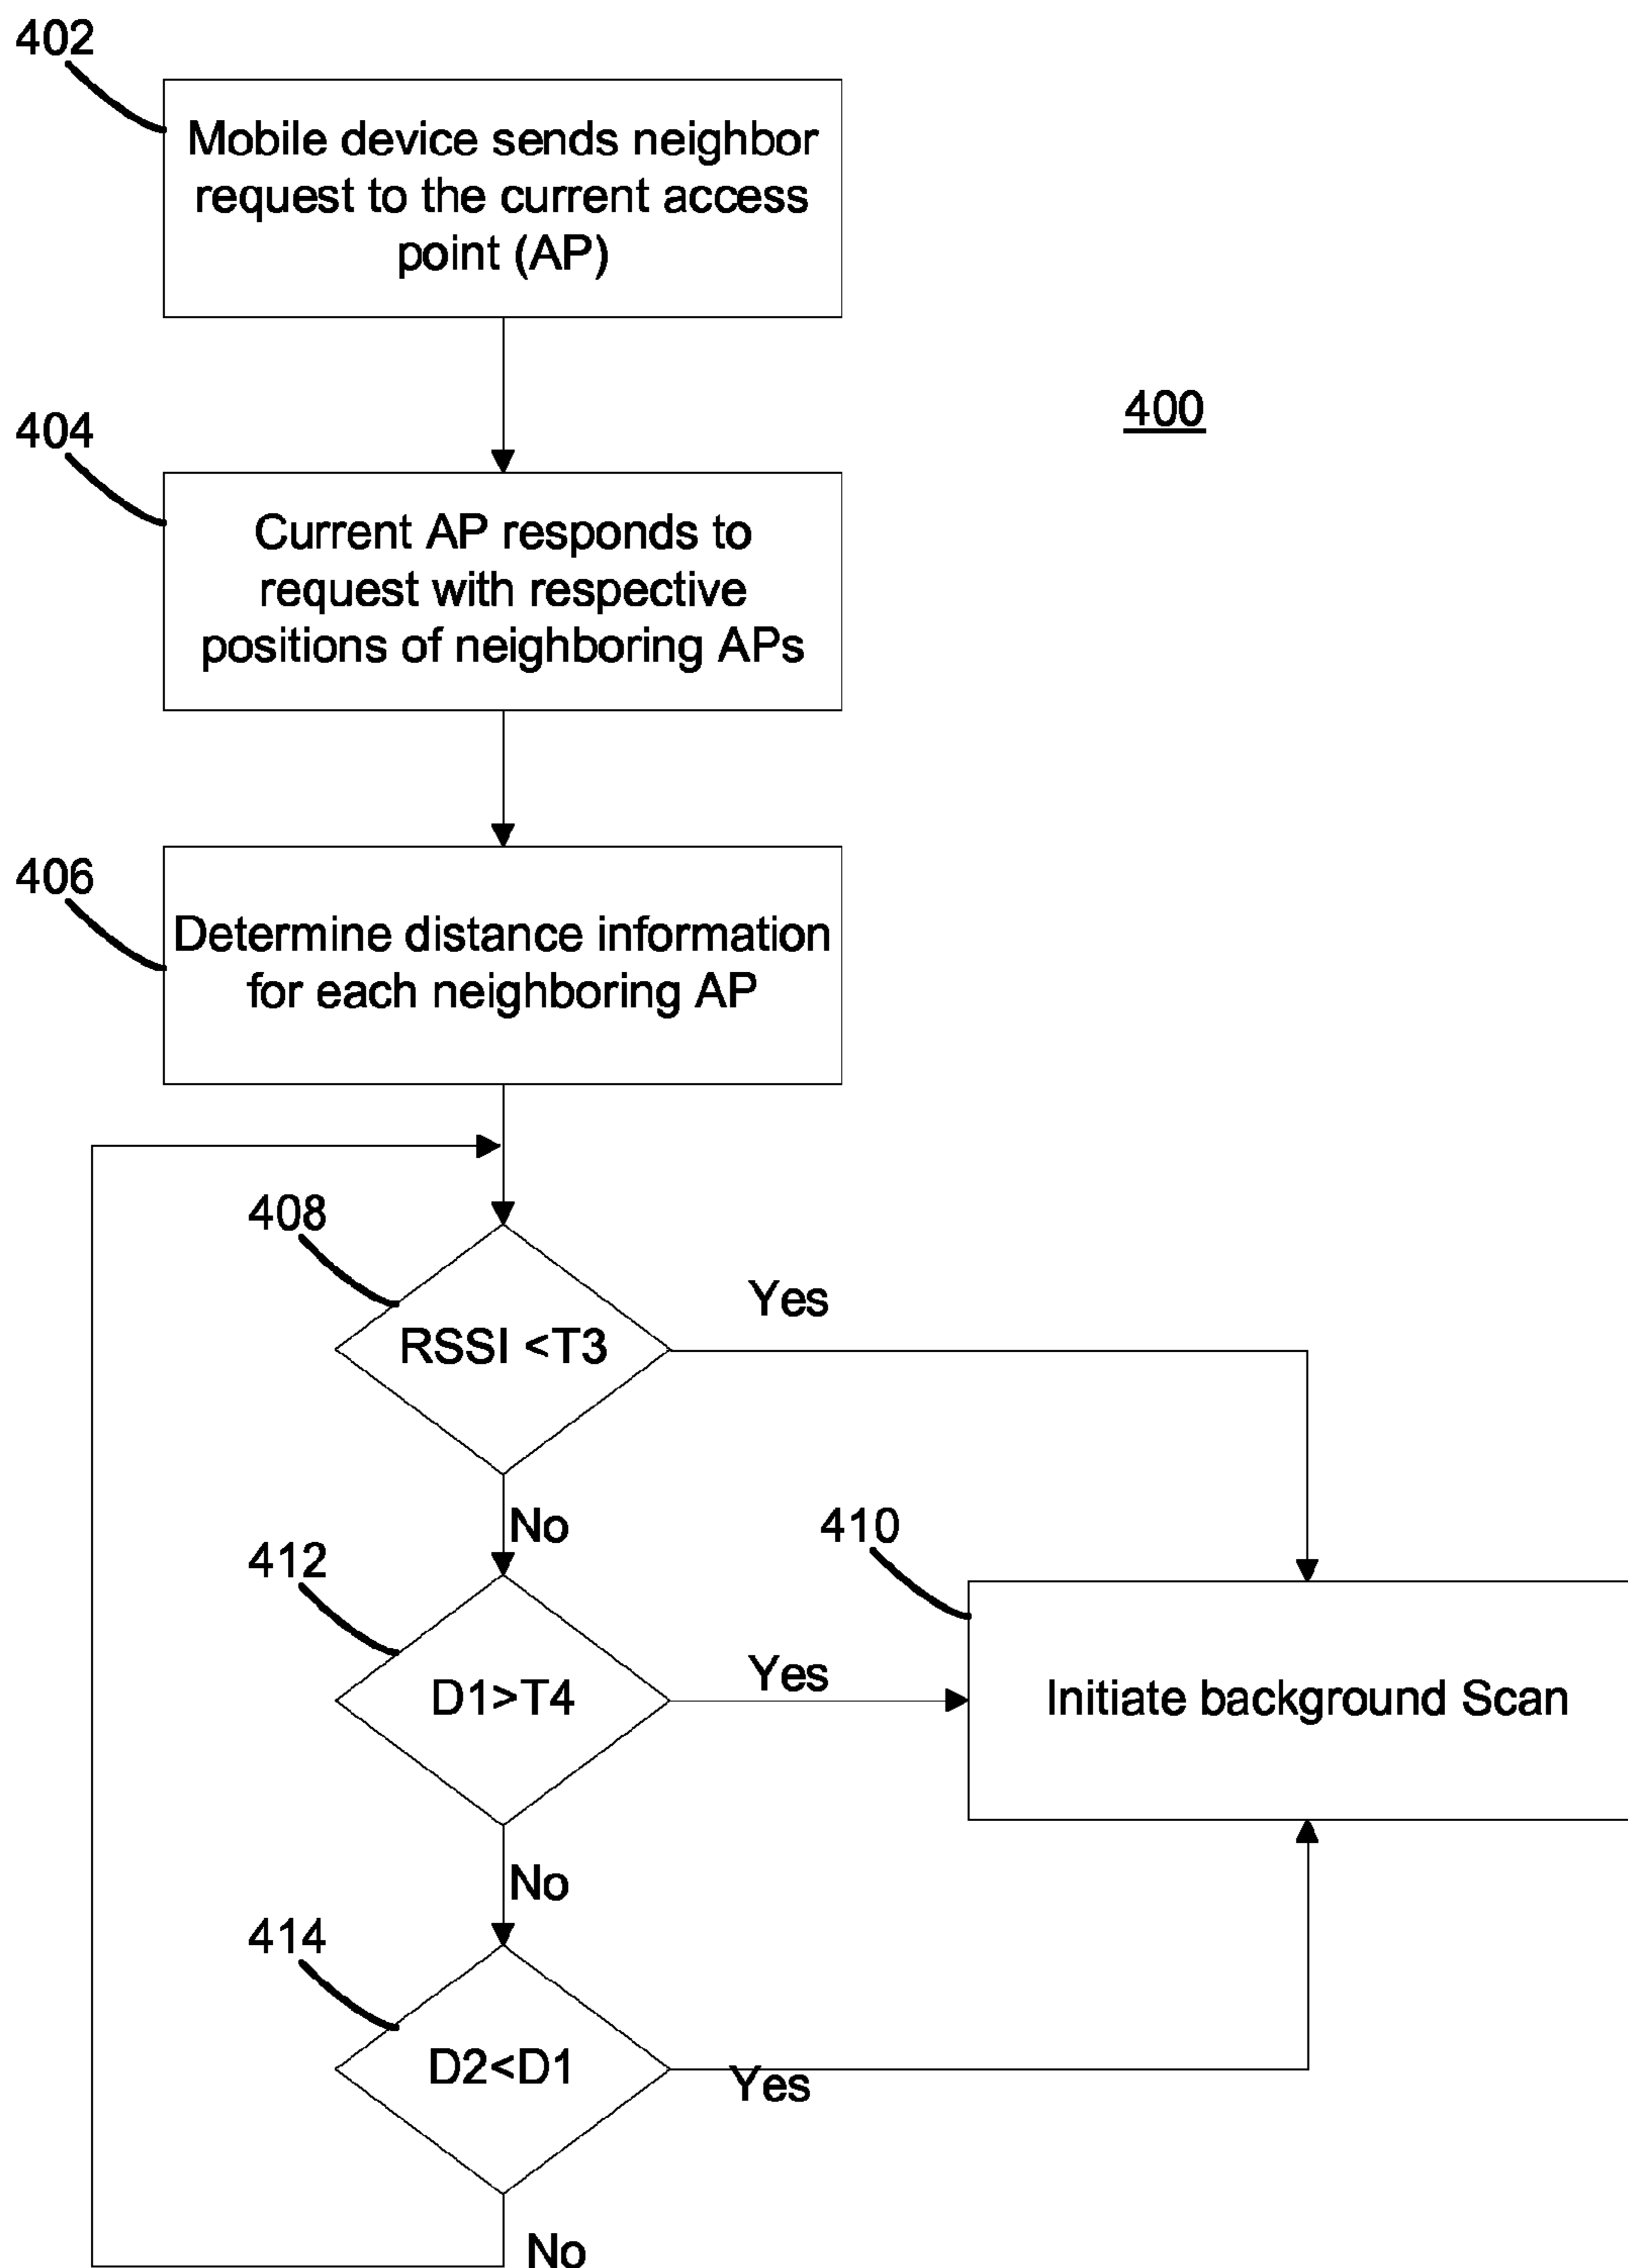 402
Mobile device sends neighbor
request to the current access
point (AP)
400
404
Current AP responds to
request with respective
positions of neighboring APs
406
Determine distance information
for each neighboring AP
408
Yes
RSSI <T3
No
410
412
Yes
D1>T4
Initiate background Scan
No
414
D2<D1
Yes
No